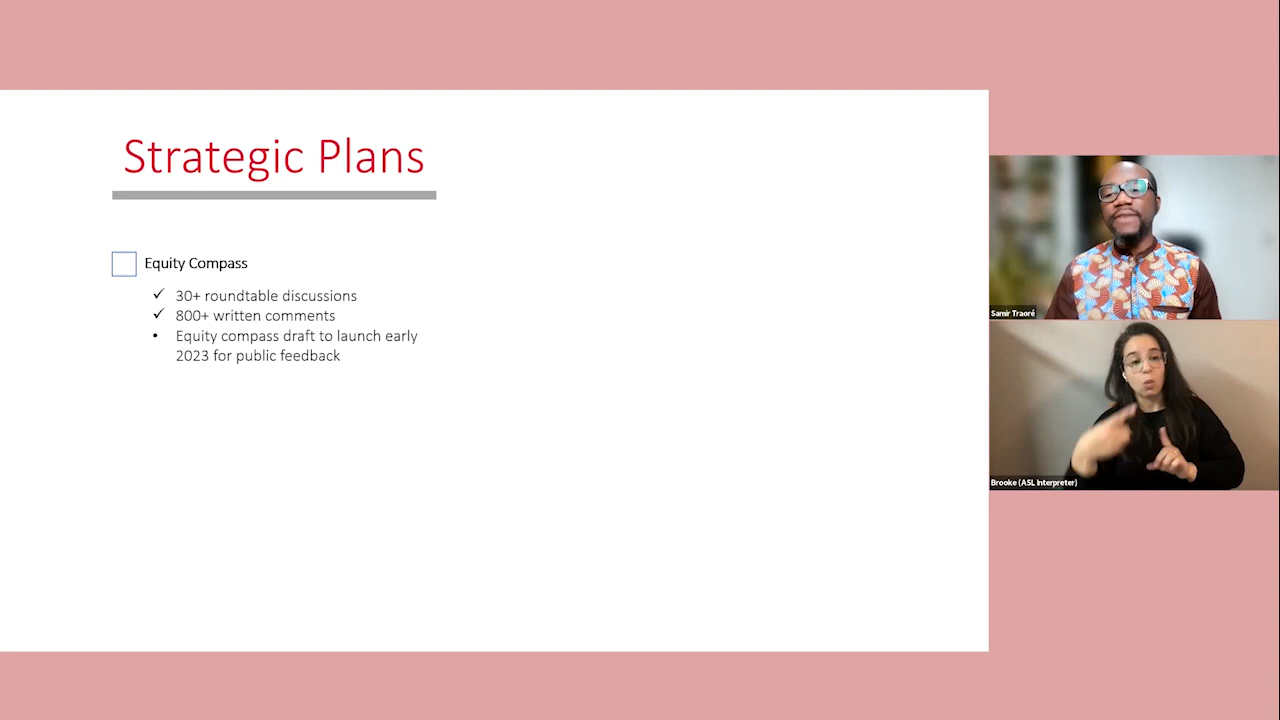 Strategic Plans
Equity Compass
✓ 30+ roundtable discussions
✓ 800+ written comments
• Equity compass draft to launch early
2023 for public feedback
Samir Traoré
Brooke (ASL Interpreter)